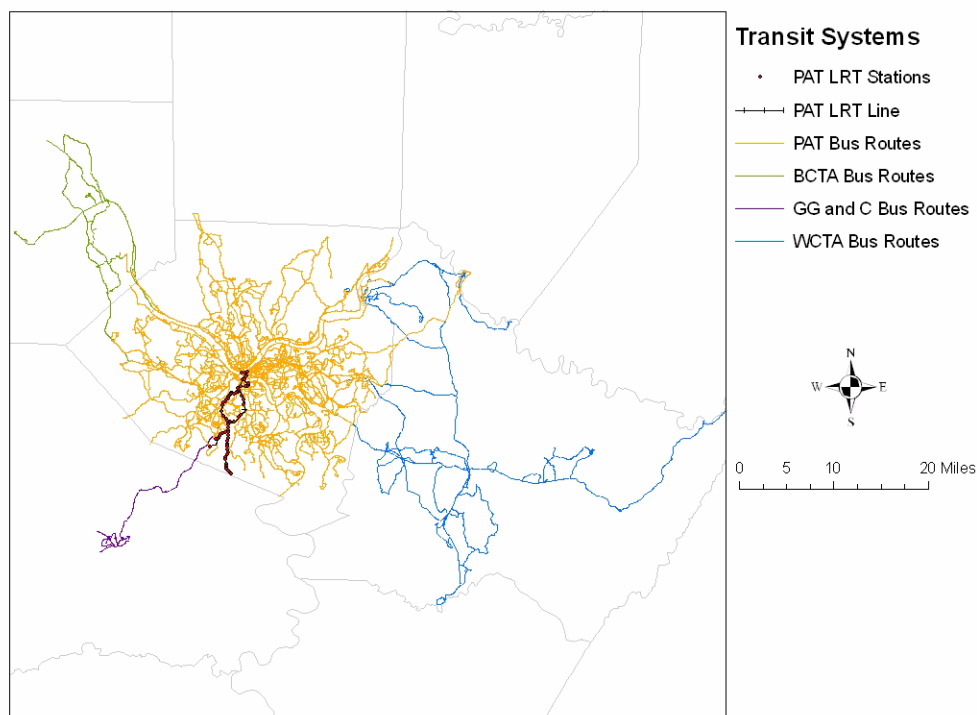 Transit Systems
PAT LRT Stations
PAT LRT Line
PAT Bus Routes
BCTA Bus Routes
GG and C Bus Routes
WCTA Bus Routes
N
W E
S
0 5 10 20 Miles